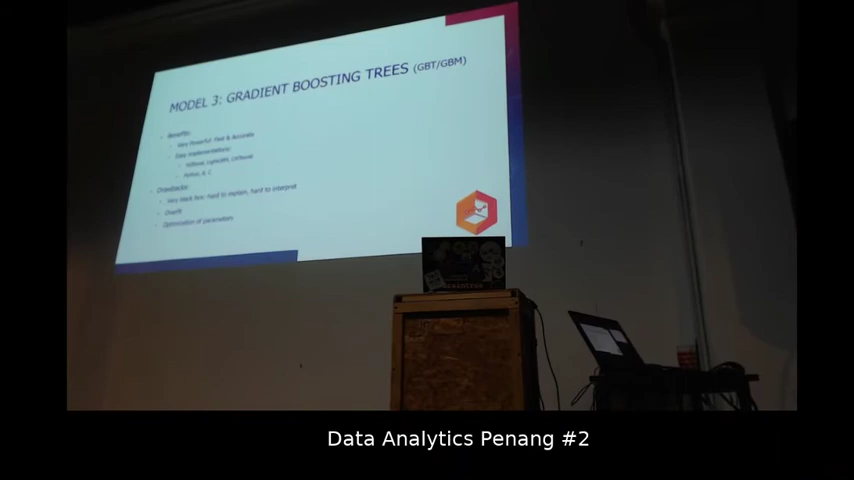 MODEL 3: GRADIENT BOOSTING TREES (GBT/GBM)
Benefits:
Very Powerful: Fast & Accurate
Easy implementations:
XGBoost, LightGBM, CatBoost
Python, R, C
Drawbacks:
Very black box: hard to explain, hard to interpret
Overfit
Optimization of parameters
Data Analytics Penang #2